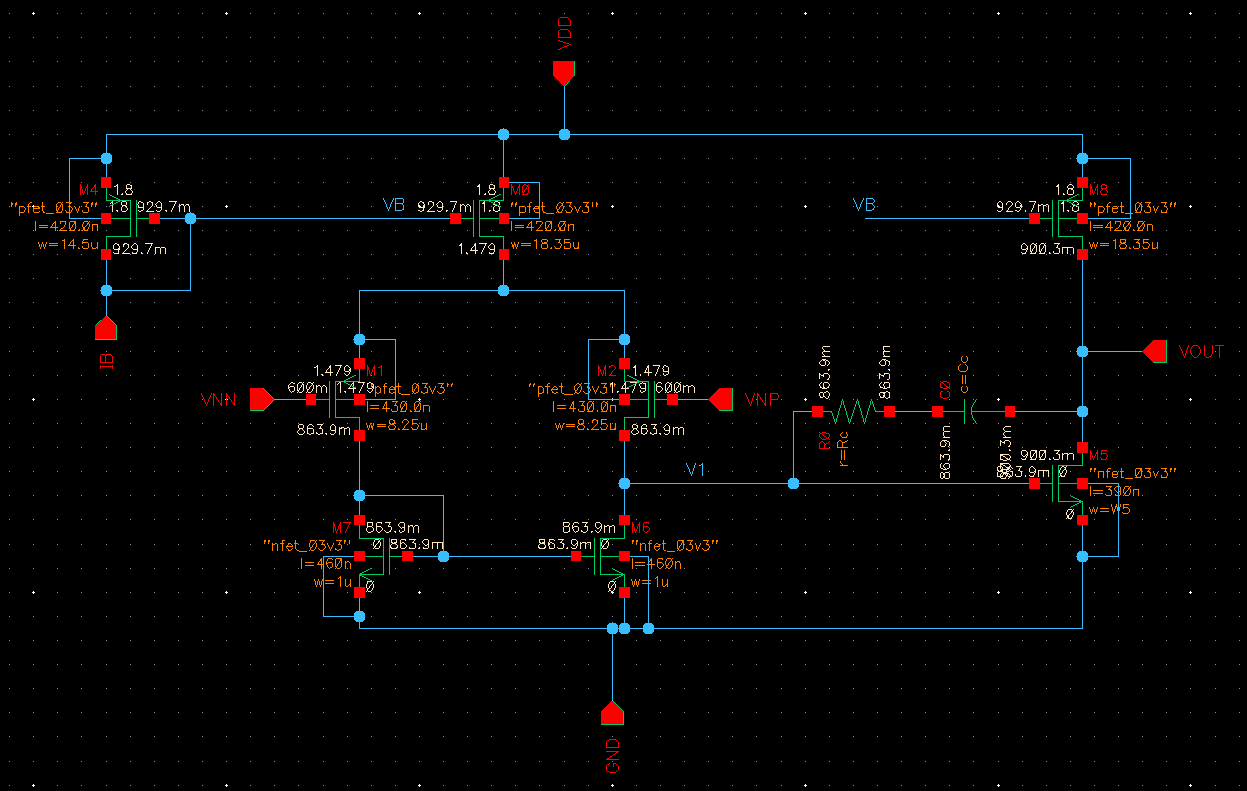 VDD
M4
1.8
"pfet_03v3"
1.8
929.7m
l=420.0n
w=14.5u
929.7m
VB
929.7m
1.8
M0
1.8
"pfet_03v3"
l=420.0n
w=18.35u
1.479
VB
929.7m
1.8
M8
1.8
"pfet_03v3"
l=420.0n
w=18.35u
900.3m
IB
VOUT
1.479
M1
600m
1.479
"pfet_03v3"
l=430.0n
w=8.25u
863.9m
VNN
M2
1.479
"pfet_03v3"
1.479
600m
l=430.0n
w=8.25u
863.9m
VNP
863.9m
863.9m
R0
r=Rc
C0
c=Cc
863.9m
900.3m
V1
900.3m
M5
863.9m
0
"nfet_03v3"
l=390n
w=W5
0
M7
863.9m
"nfet_03v3"
0
863.9m
l=460n
w=1u
0
863.9m
M6
863.9m
0
"nfet_03v3"
l=460n
w=1u
0
GND